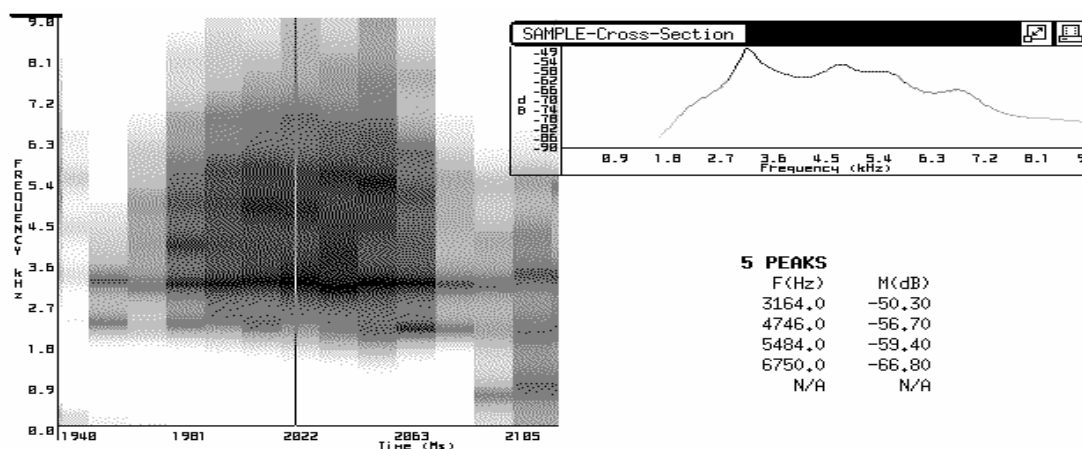 9.0
8.1
7.2
6.3
5.4
4.5
3.6
2.7
1.8
0.9
0.0
FREQUENCY kHz
1940 1981 2022 2063 2105
Time (Ms)
SAMPLE-Cross-Section
-49
-54
-58
-62
-66
-70
-74
-78
-82
-86
-90
dB
0.9 1.8 2.7 3.6 4.5 5.4 6.3 7.2 8.1 9
Frequency (kHz)
5 PEAKS
F(Hz) M(dB)
3164.0 -50.30
4746.0 -56.70
5484.0 -59.40
6750.0 -66.80
N/A N/A